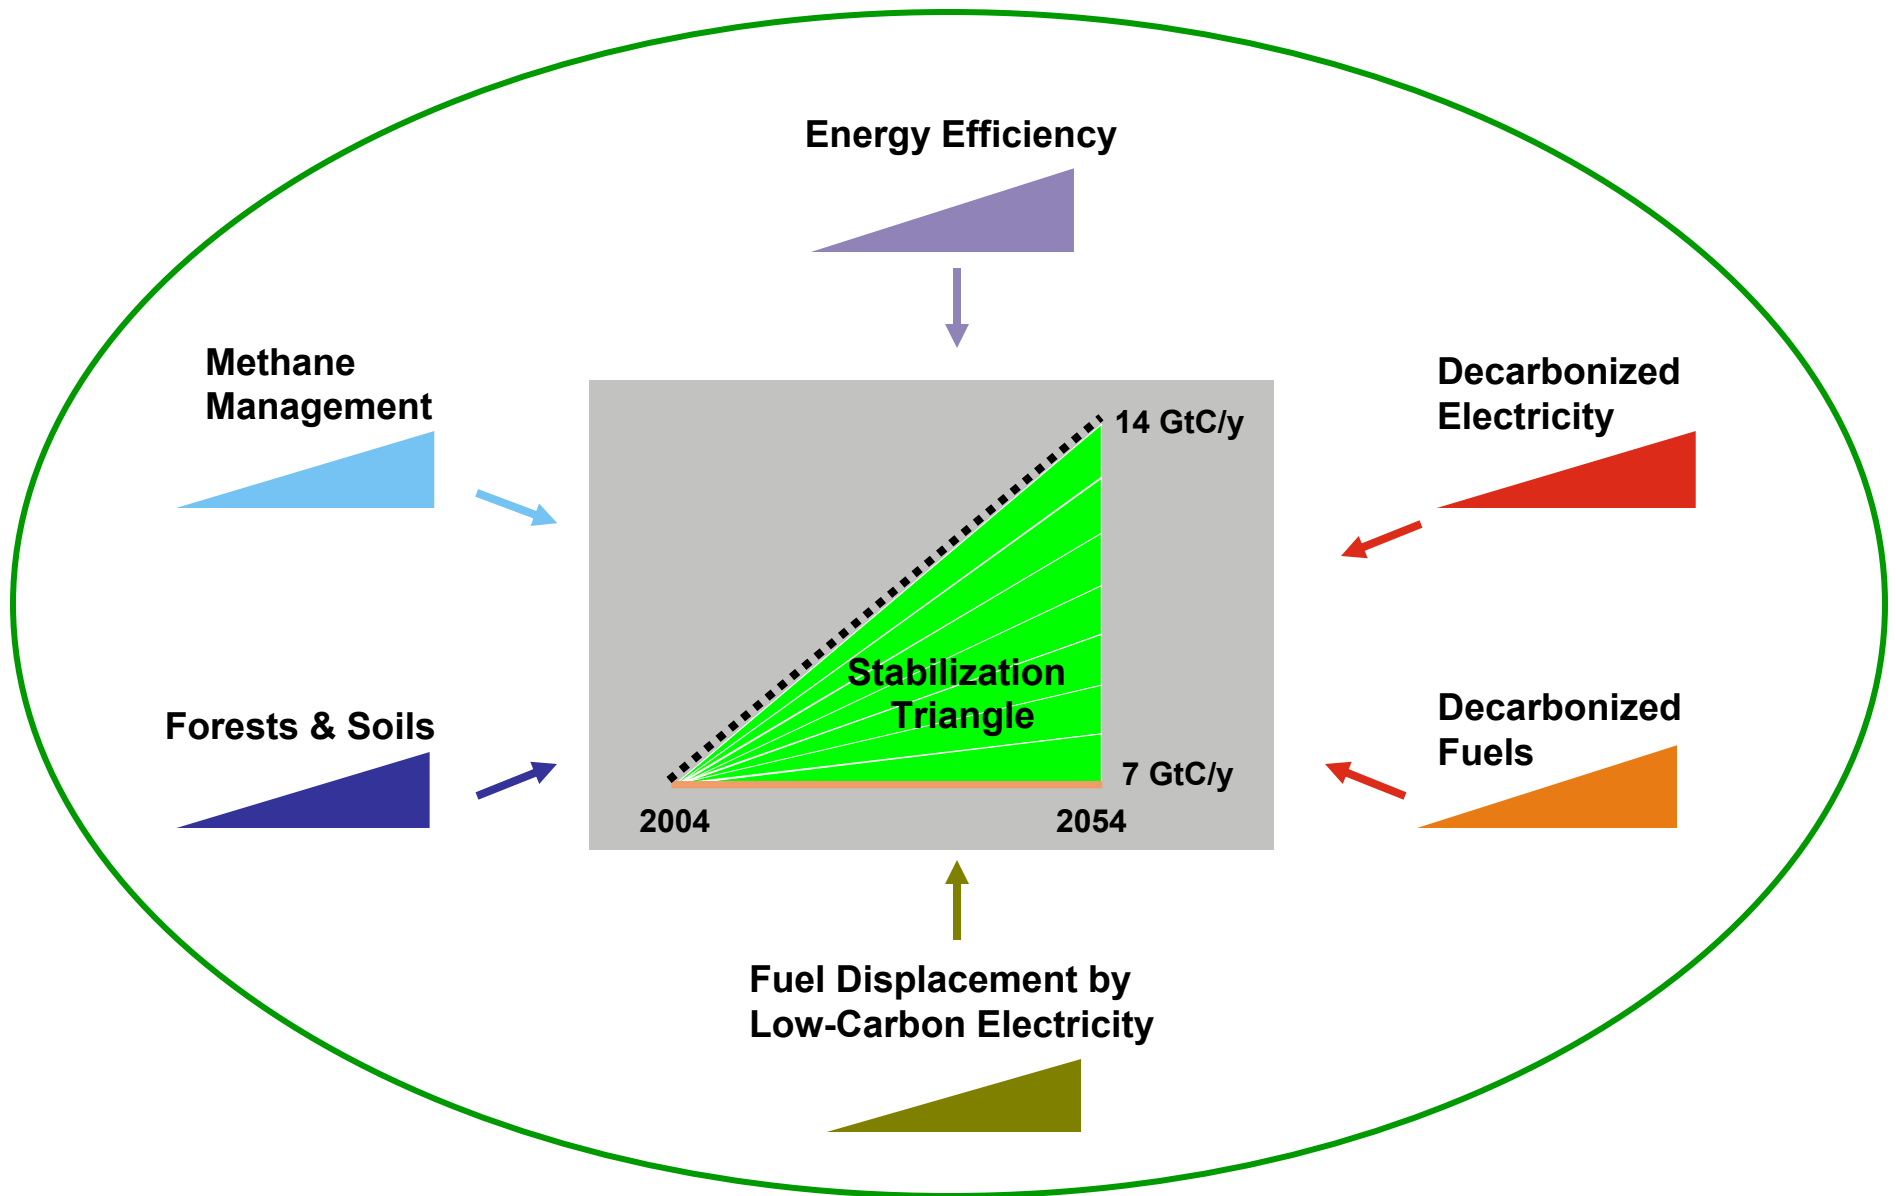 Energy Efficiency
Methane
Management
Decarbonized
Electricity
14 GtC/y
Stabilization
Triangle
Forests & Soils
Decarbonized
Fuels
7 GtC/y
2004
2054
Fuel Displacement by
Low-Carbon Electricity